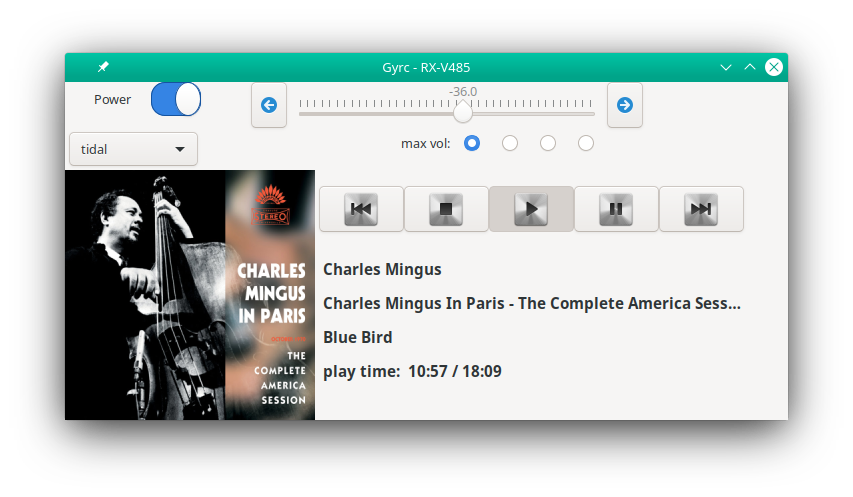 Gyrc - RX-V485
Power
-36.0
max vol:
tidal
STEREO
CHARLES
MINGUS
IN PARIS
THE
COMPLETE
AMERICA
SESSION
Charles Mingus
Charles Mingus In Paris - The Complete America Sess...
Blue Bird
play time: 10:57 / 18:09